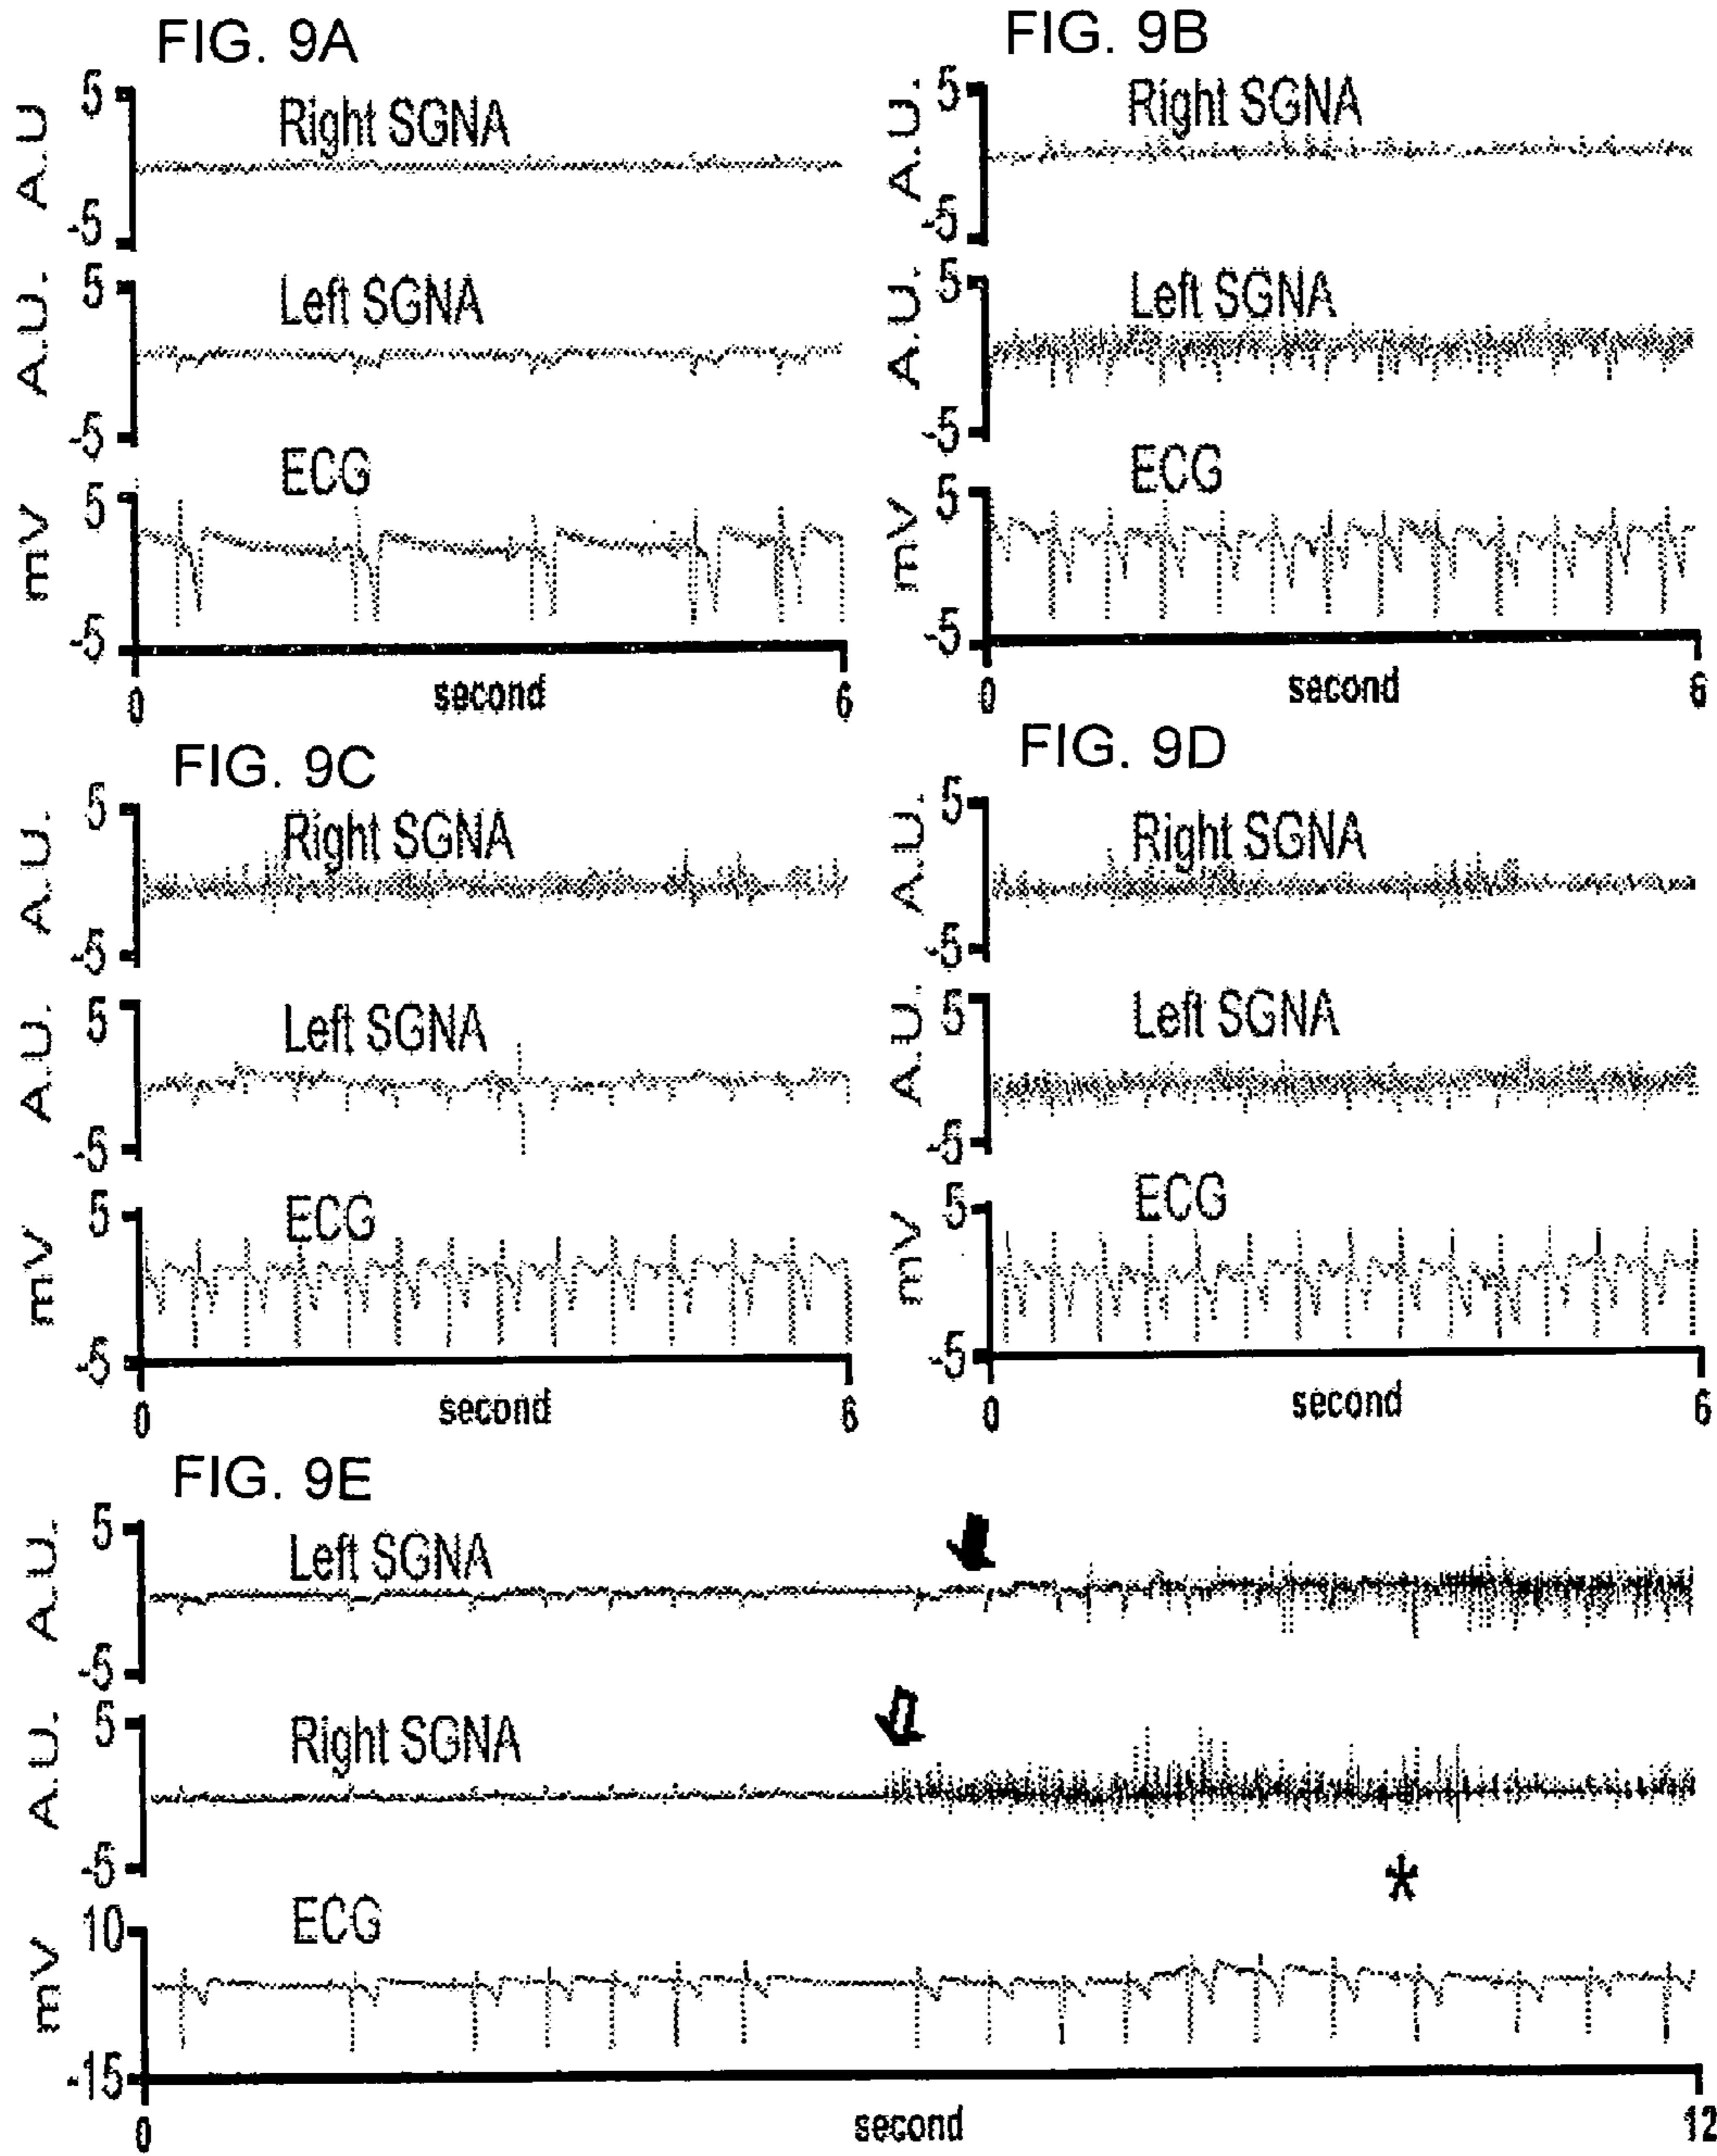 FIG. 9A
5
Right SGNA
A.U
-5
5
Left SGNA
A.U.
-5
ECG
5
mV
-5
0
second
6
FIG. 9B
5
Right SGNA
A.U.
-5
5
Left SGNA
A.U.
-5
ECG
5
mV
-5
0
second
6
FIG. 9C
5
Right SGNA
A.U.
-5
5
Left SGNA
A.U.
-5
ECG
5
mV
-5
0
second
6
FIG. 9D
5
Right SGNA
A.U.
-5
5
Left SGNA
A.U.
-5
ECG
5
mV
-5
0
second
6
FIG. 9E
5
Left SGNA
A.U.
-5
5
Right SGNA
A.U.
-5
*
ECG
10
mV
-15
0
second
12